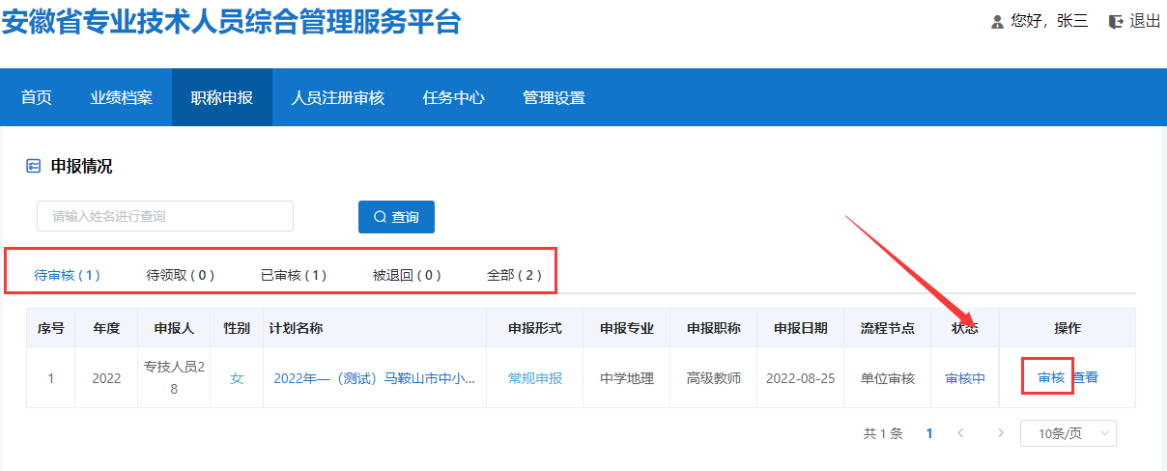 安徽省专业技术人员综合管理服务平台
您好，张三 退出
首页 业绩档案 职称申报 人员注册审核 任务中心 管理设置
申报情况
请输入姓名进行查询 查询
待审核(1) 待领取(0) 已审核(1) 被退回(0) 全部(2)
序号 年度 申报人 性别 计划名称 申报形式 申报专业 申报职称 申报日期 流程节点 状态 操作
1 2022 专技人员28 女 2022年—（测试）马鞍山市中小... 常规申报 中学地理 高级教师 2022-08-25 单位审核 审核中 审核 查看
共1条 1 < > 10条/页